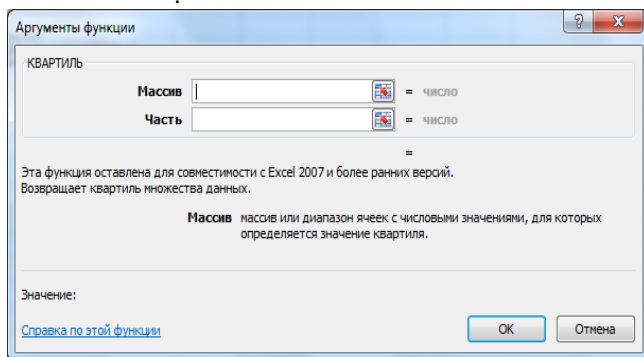 Аргументы функции
КВАРТИЛЬ
Массив = число
Часть = число
=
Эта функция оставлена для совместимости с Excel 2007 и более ранних версий.
Возвращает квартиль множества данных.
Массив массив или диапазон ячеек с числовыми значениями, для которых
определяется значение квартиля.
Значение:
Справка по этой функции
ОК
Отмена